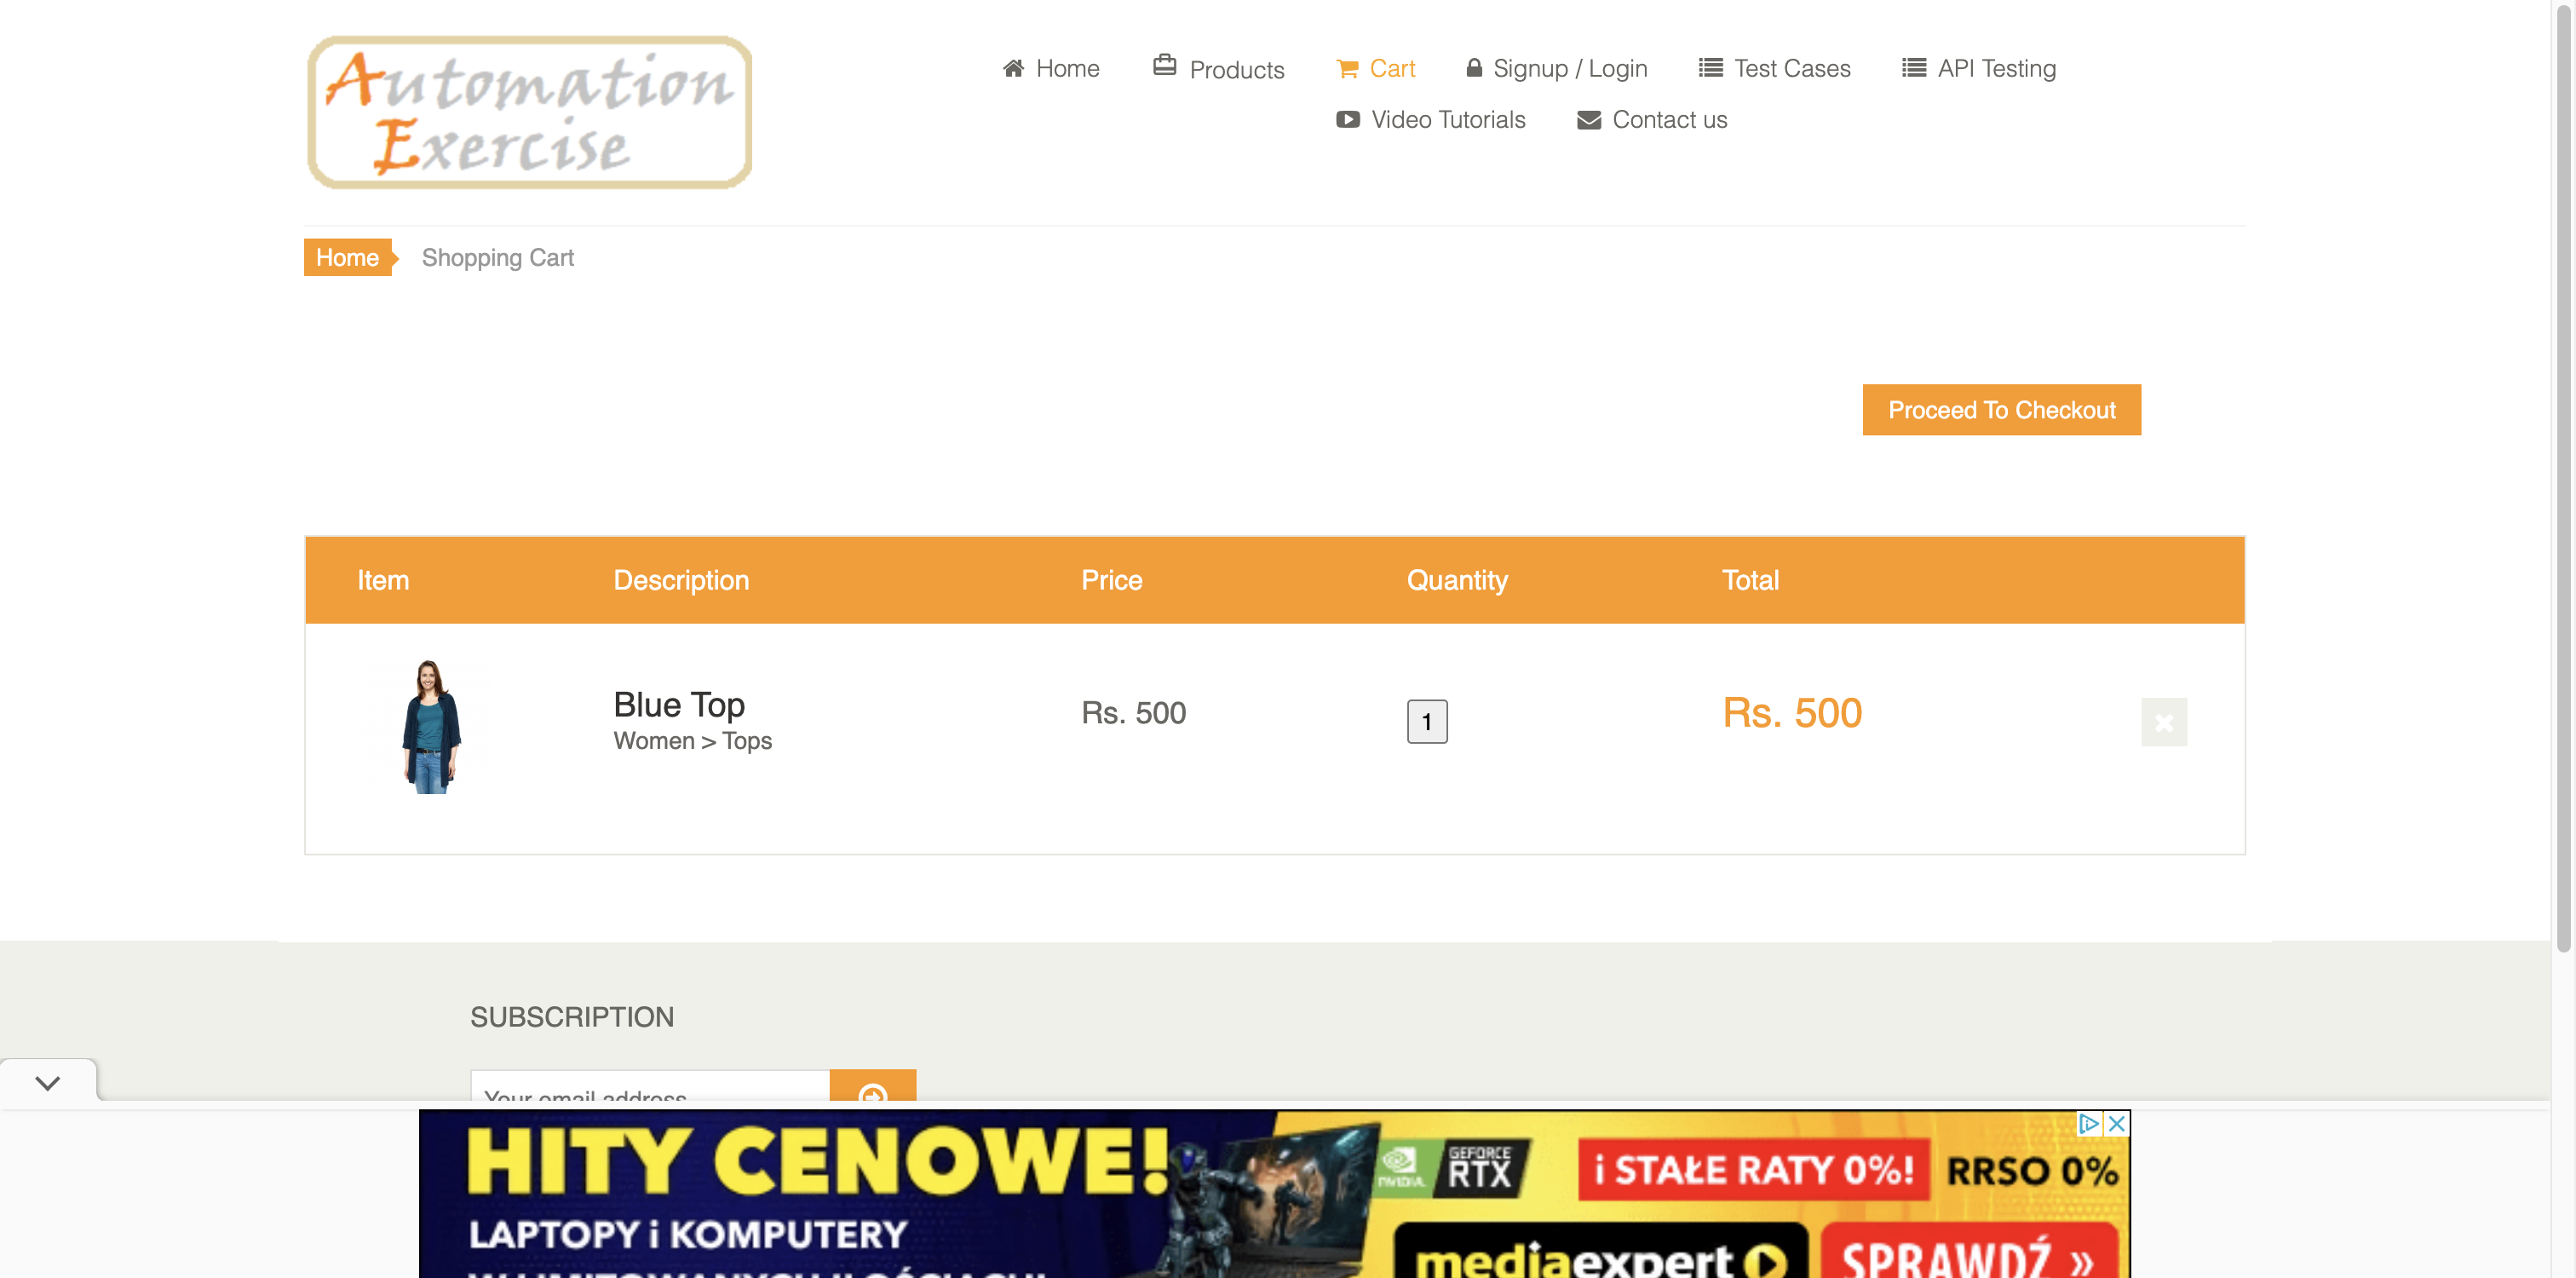 Automation
Exercise
Home
Products
Cart
Signup / Login
Test Cases
API Testing
Video Tutorials
Contact us
Home
Shopping Cart
Proceed To Checkout
Item Description Price Quantity Total
Blue Top
Women > Tops
Rs. 500
1
Rs. 500
SUBSCRIPTION
Your email address
HITY CENOWE!
LAPTOPY i KOMPUTERY
W LIMITOWANYCH ILOŚCIACH!
NVIDIA.
GEFORCE
RTX
i STAŁE RATY 0%!
RRSO 0%
mediaexpert
SPRAWDŹ »